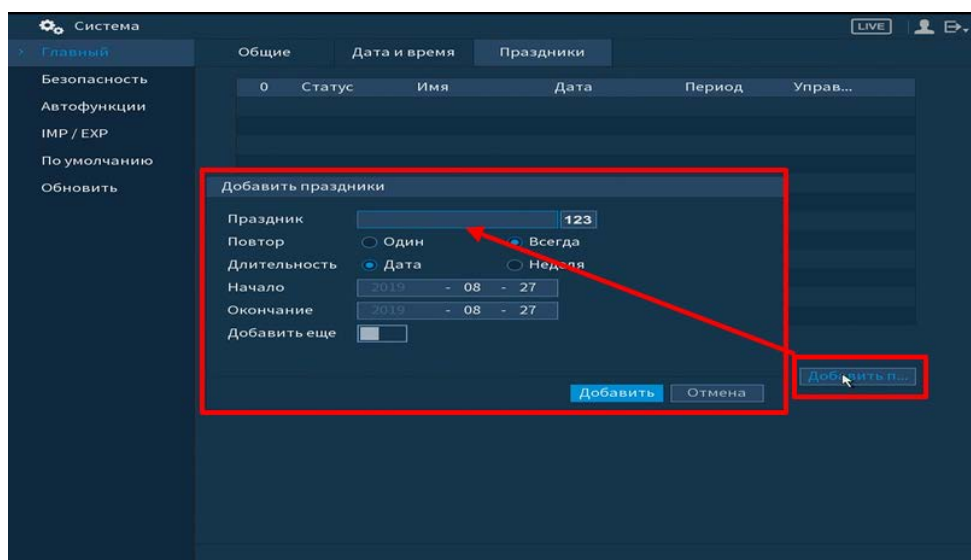 Система LIVE
Главный Общие Дата и время Праздники
Безопасность
0 Статус Имя Дата Период Управ...
Автофункции
IMP / EXP
По умолчанию
Обновить
Добавить праздники
Праздник 123
Повтор Один Всегда
Длительность Дата Неделя
Начало 2019 - 08 - 27
Окончание 2019 - 08 - 27
Добавить еще
Добавить п...
Добавить Отмена